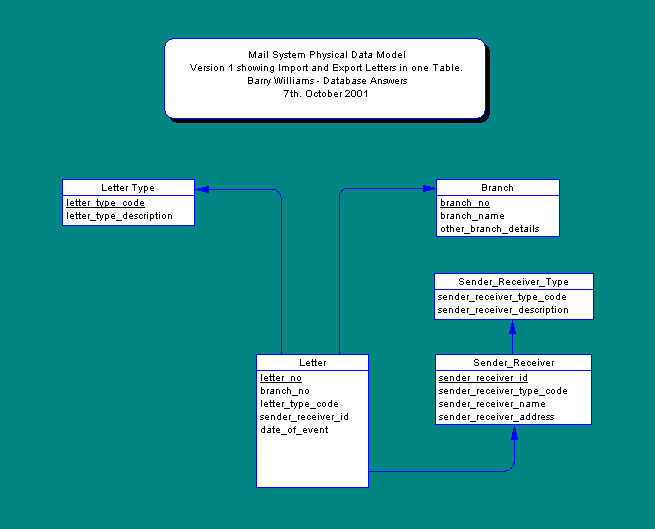 Mail System Physical Data Model
Version 1 showing Import and Export Letters in one Table.
Barry Williams - Database Answers
7th. October 2001
Letter Type
letter_type_code
letter_type_description
Branch
branch_no
branch_name
other_branch_details
Sender_Receiver_Type
sender_receiver_type_code
sender_receiver_description
Letter
letter_no
branch_no
letter_type_code
sender_receiver_id
date_of_event
Sender_Receiver
sender_receiver_id
sender_receiver_type_code
sender_receiver_name
sender_receiver_address